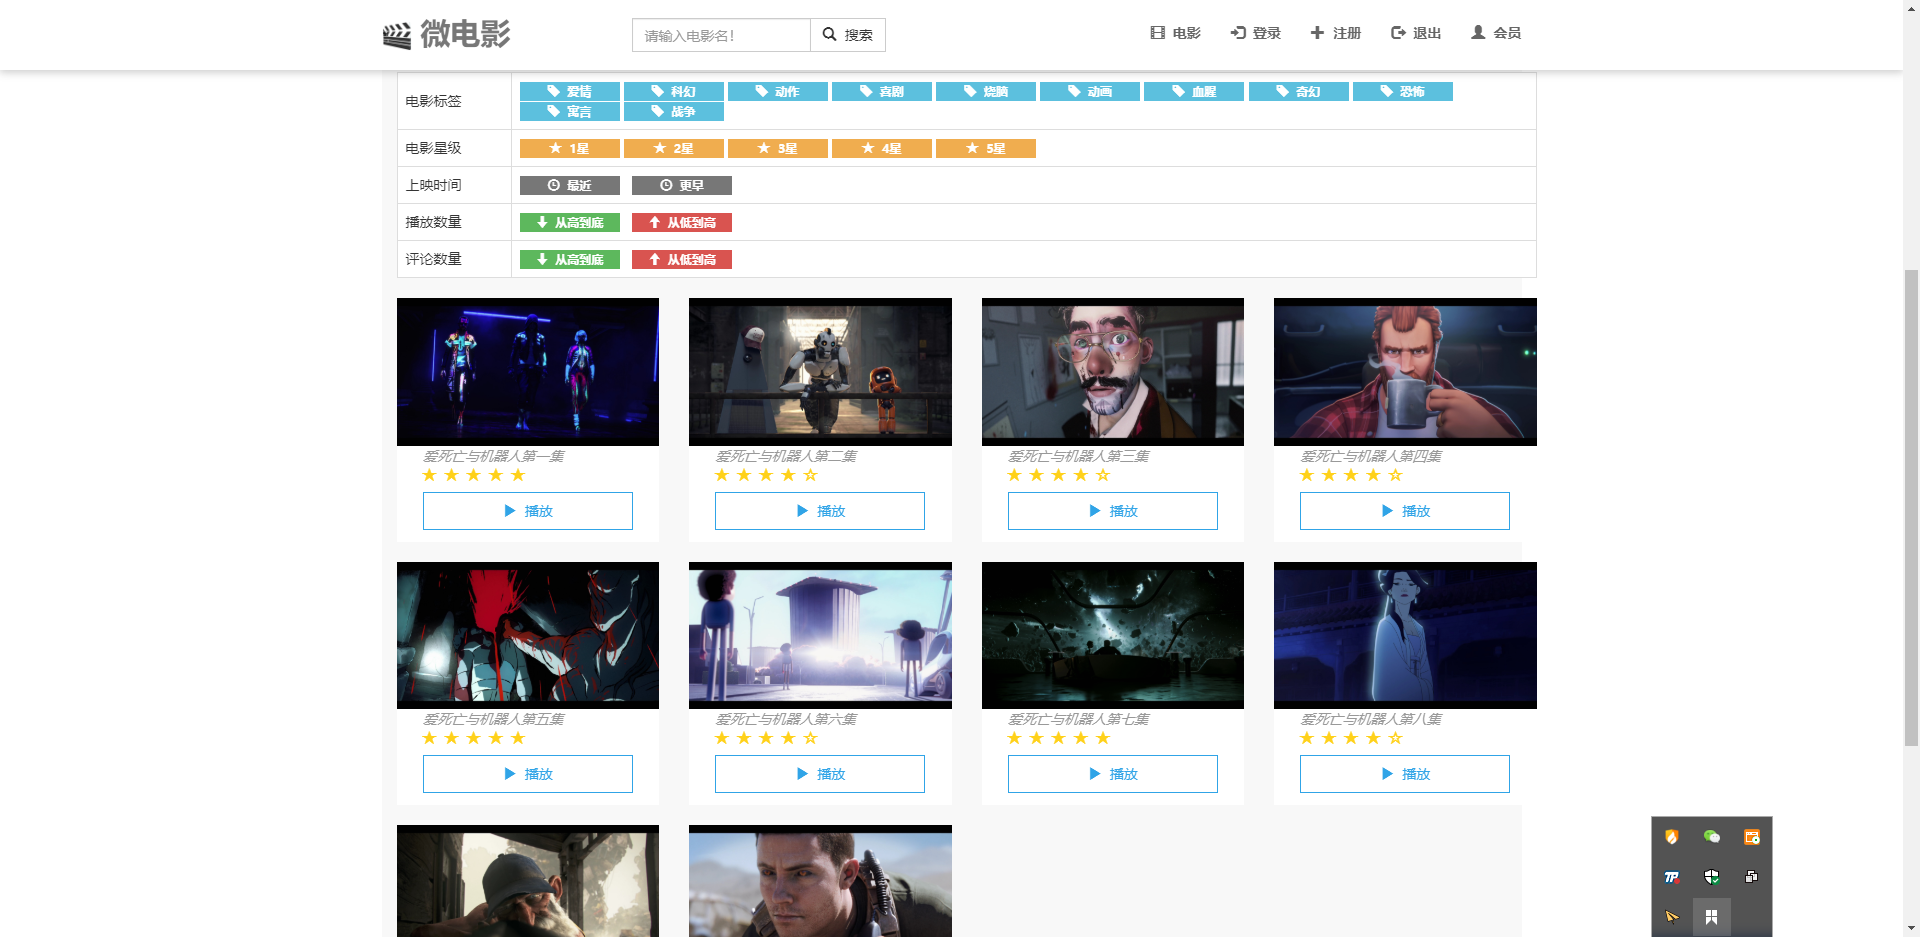 微电影
请输入电影名！
搜索
电影
登录
注册
退出
会员
电影标签
爱情 科幻 动作 喜剧 烧脑 动画 血腥 奇幻 恐怖
寓言 战争
电影星级
1星 2星 3星 4星 5星
上映时间
最近 更早
播放数量
从高到底 从低到高
评论数量
从高到底 从低到高
爱死亡与机器人第一集
播放
爱死亡与机器人第二集
播放
爱死亡与机器人第三集
播放
爱死亡与机器人第四集
播放
爱死亡与机器人第五集
播放
爱死亡与机器人第六集
播放
爱死亡与机器人第七集
播放
爱死亡与机器人第八集
播放
TP